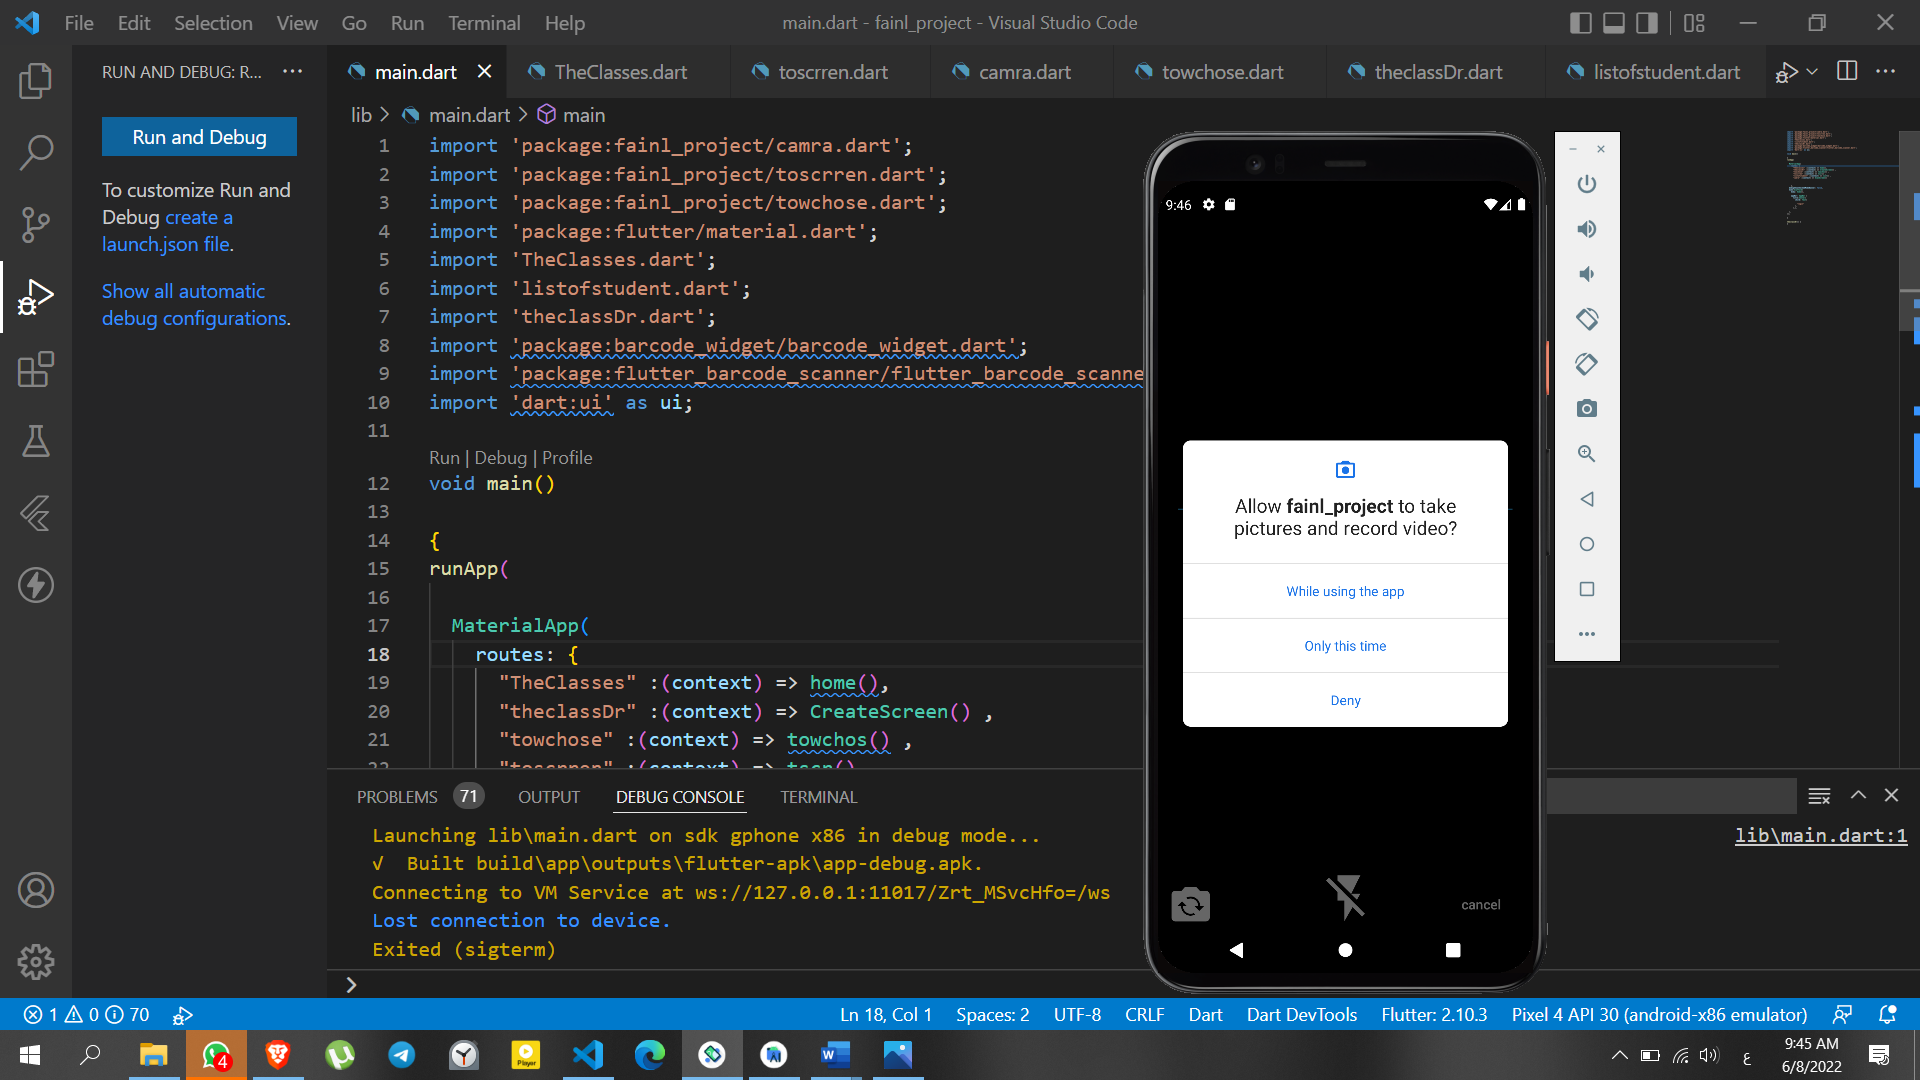 File Edit Selection View Go Run Terminal Help
main.dart - fainl_project - Visual Studio Code
RUN AND DEBUG: R...
main.dart
TheClasses.dart
toscrren.dart
camra.dart
towchose.dart
theclassDr.dart
listofstudent.dart
Run and Debug
To customize Run and
Debug create a
launch.json file.
Show all automatic
debug configurations.
lib > main.dart > main
1 import 'package:fainl_project/camra.dart';
2 import 'package:fainl_project/toscrren.dart';
3 import 'package:fainl_project/towchose.dart';
4 import 'package:flutter/material.dart';
5 import 'TheClasses.dart';
6 import 'listofstudent.dart';
7 import 'theclassDr.dart';
8 import 'package:barcode_widget/barcode_widget.dart';
9 import 'package:flutter_barcode_scanner/flutter_barcode_scanne
10 import 'dart:ui' as ui;
11
Run | Debug | Profile
12 void main()
13
14 {
15 runApp(
16
17 MaterialApp(
18 routes: {
19 "TheClasses" :(context) => home(),
20 "theclassDr" :(context) => CreateScreen() ,
21 "towchose" :(context) => towchos() ,
22 "toscrren" :(context) => tscr()
9:46
Allow fainl_project to take
pictures and record video?
While using the app
Only this time
Deny
cancel
PROBLEMS 71 OUTPUT DEBUG CONSOLE TERMINAL
Launching lib\main.dart on sdk gphone x86 in debug mode...
lib\main.dart:1
√ Built build\app\outputs\flutter-apk\app-debug.apk.
Connecting to VM Service at ws://127.0.0.1:11017/Zrt_MSvcHfo=/ws
Lost connection to device.
Exited (sigterm)
1 0 70
Ln 18, Col 1 Spaces: 2 UTF-8 CRLF Dart Dart DevTools Flutter: 2.10.3 Pixel 4 API 30 (android-x86 emulator)
4
Player
W
ع
9:45 AM
6/8/2022